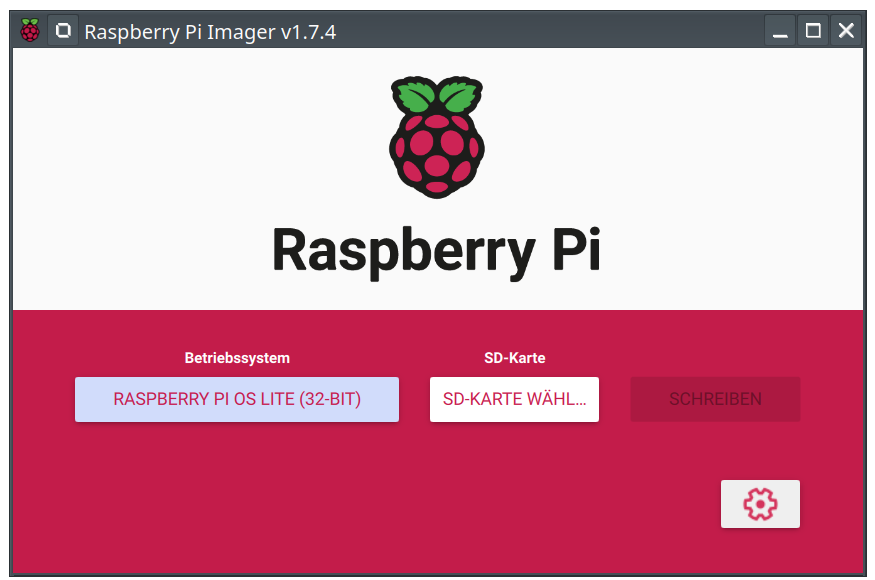 Raspberry Pi Imager v1.7.4
Raspberry Pi
Betriebssystem
SD-Karte
RASPBERRY PI OS LITE (32-BIT)
SD-KARTE WÄHL...
SCHREIBEN